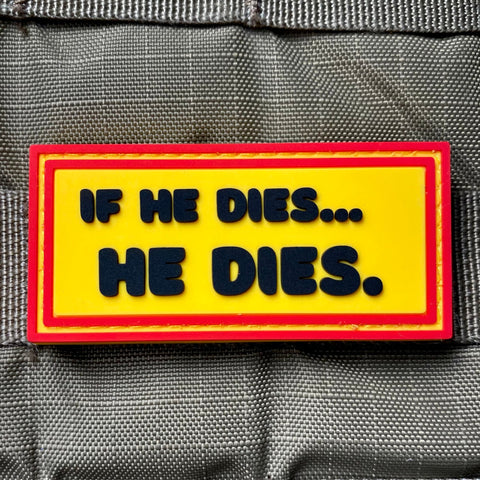 IF HE DIES...
HE DIES.